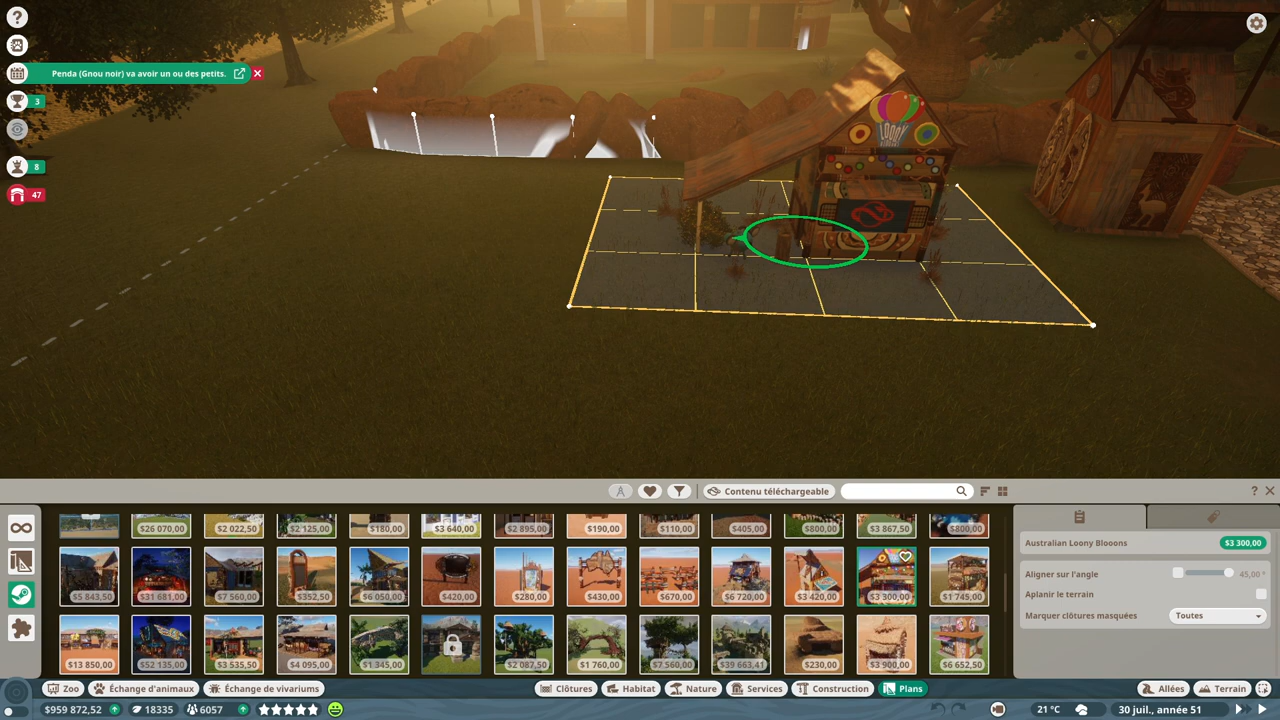 ?
Penda (Gnou noir) va avoir un ou des petits.
3
8
47
LOONY
Contenu téléchargeable
?
$26 070,00
$2 022,50
$2 125,00
$180,00
$3 640,00
$2 895,00
$190,00
$110,00
$405,00
$800,00
$3 867,50
$800,00
$5 843,50
$31 681,00
$7 560,00
$352,50
$6 050,00
$420,00
$280,00
$430,00
$670,00
$6 720,00
$3 420,00
$3 300,00
$1 745,00
$13 850,00
$52 135,00
$3 535,50
$4 095,00
$1 345,00
$2 087,50
$1 760,00
$7 560,00
$39 663,41
$230,00
$3 900,00
$6 652,50
Australian Loony Blooons
$3 300,00
Aligner sur l'angle
45,00 °
Aplanir le terrain
Marquer clôtures masquées
Toutes
Zoo
Échange d'animaux
Échange de vivariums
Clôtures
Habitat
Nature
Services
Construction
Plans
Allées
Terrain
$959 872,52
18335
6057
21 °C
30 juil., année 51